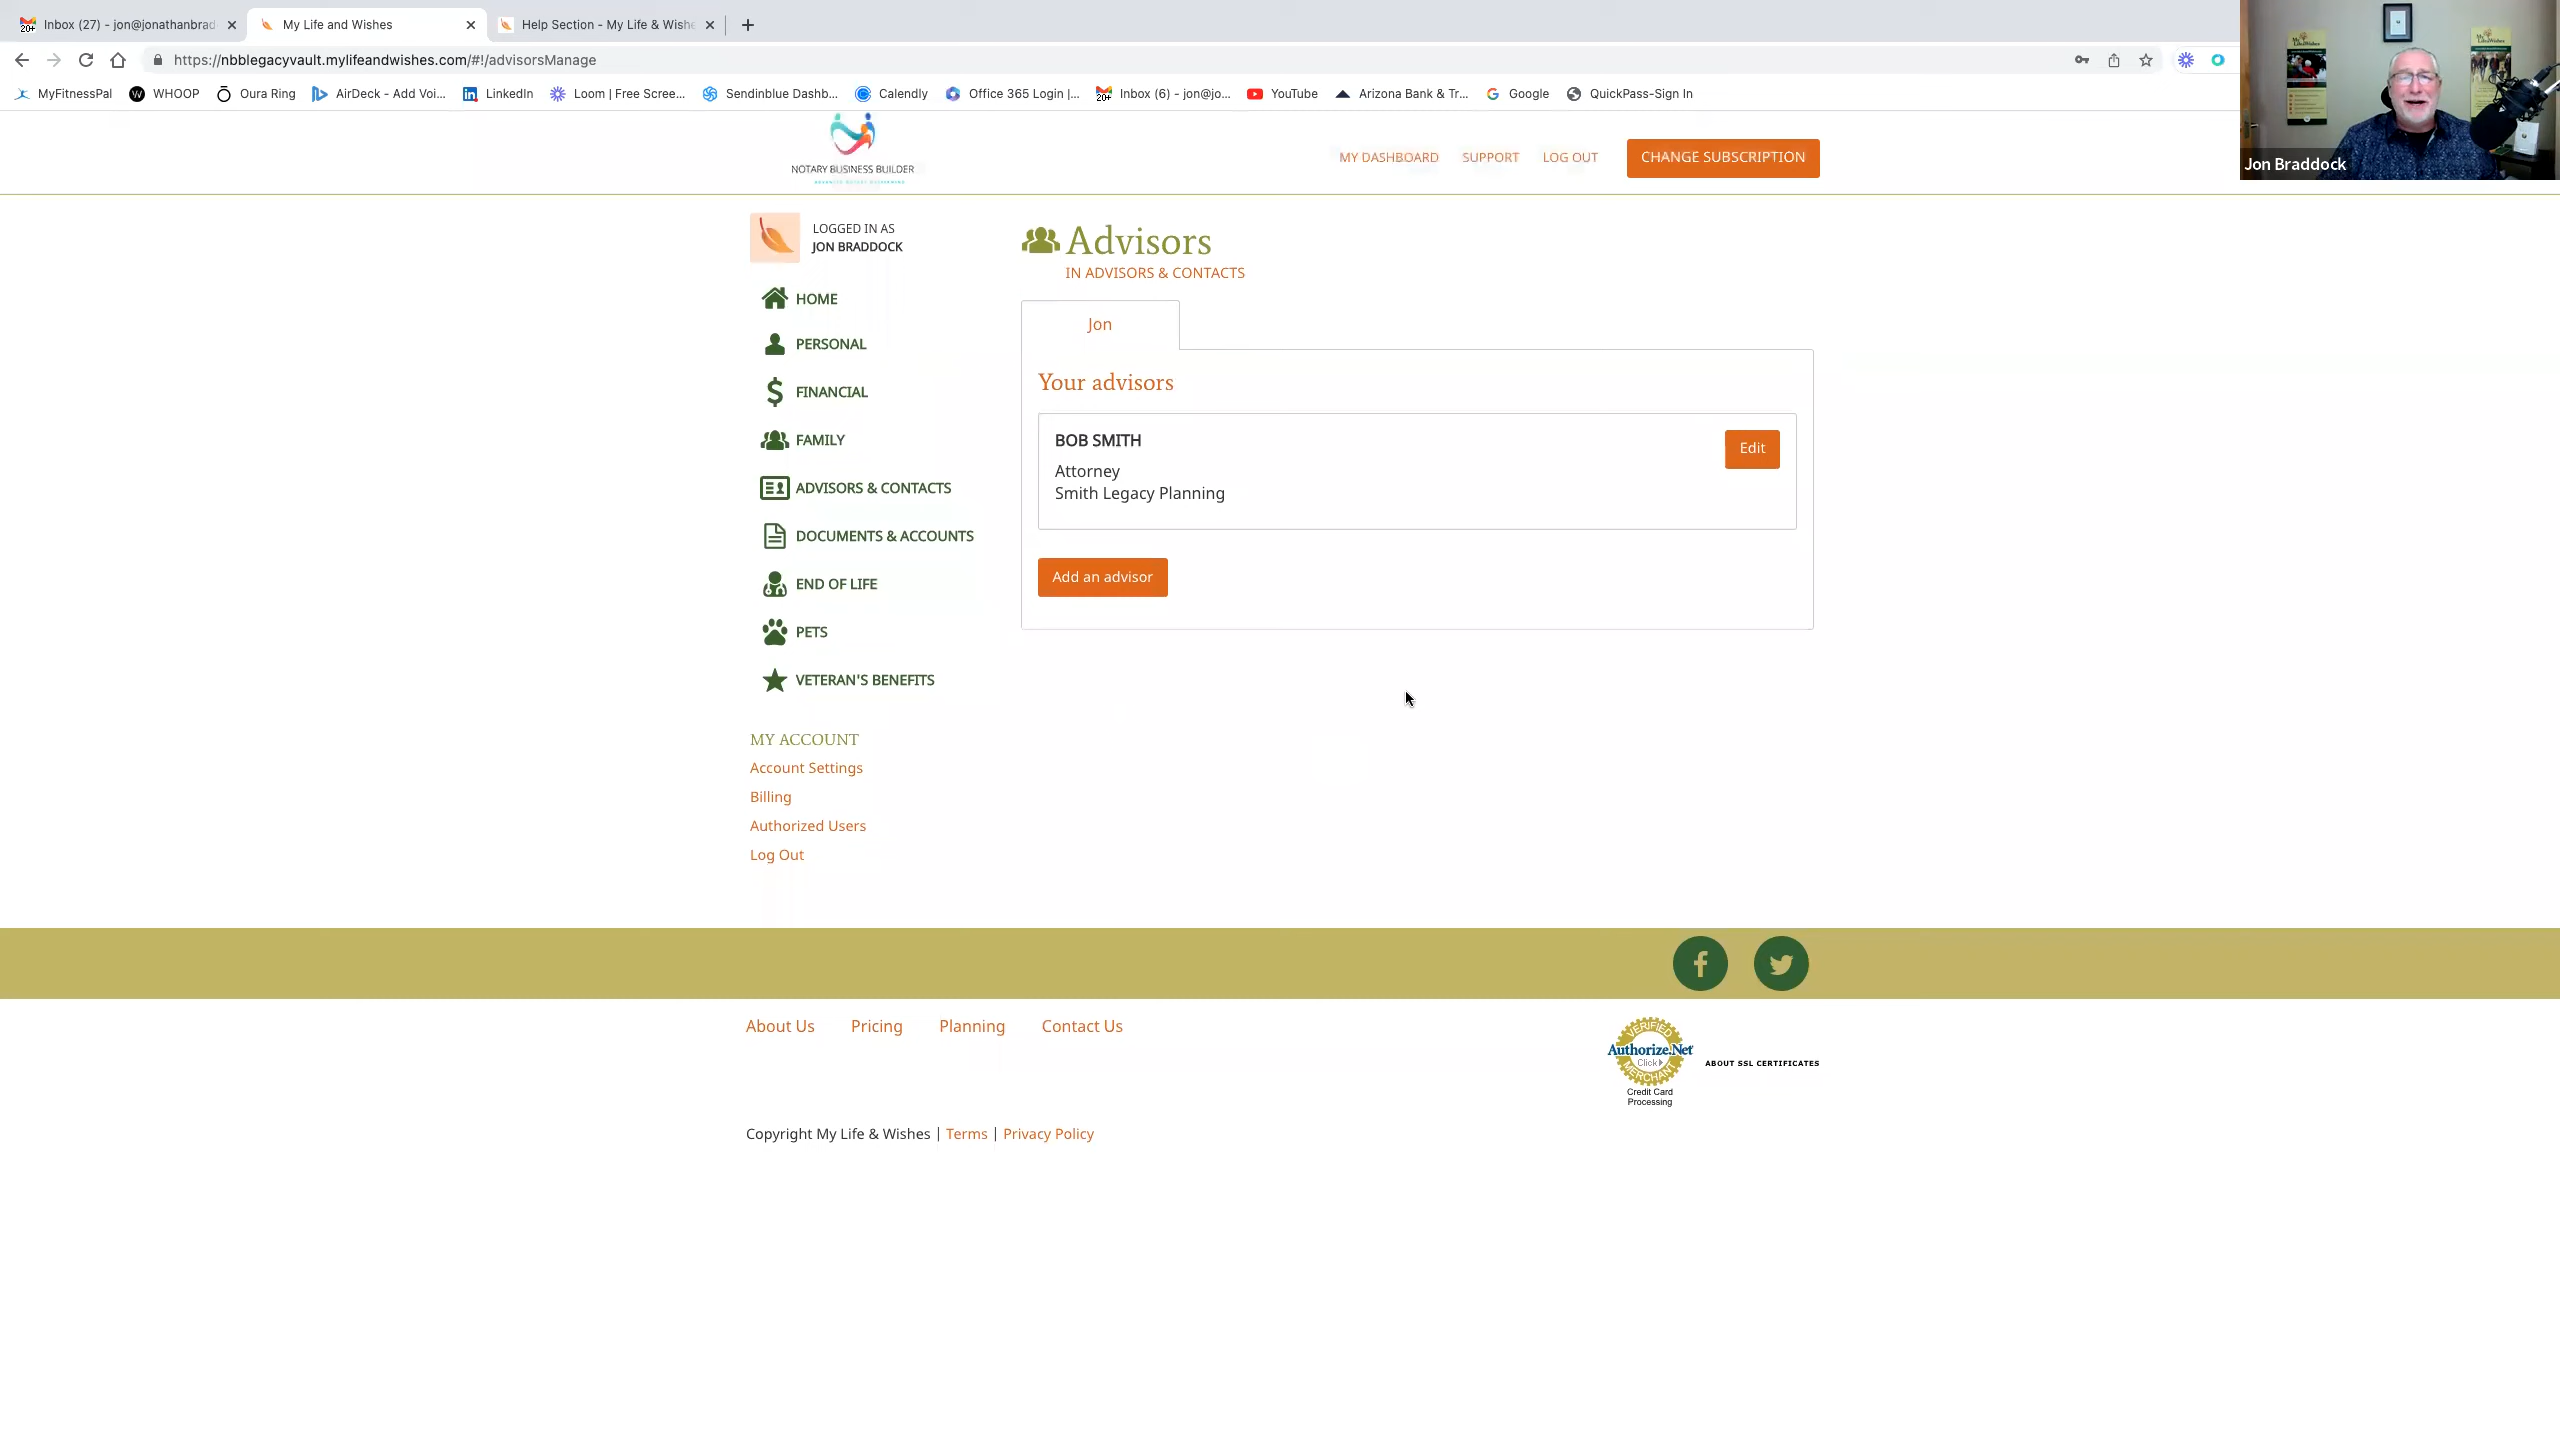 Inbox (27) - jon@jonathanbrad
My Life and Wishes
Help Section - My Life & Wishe
https://nbblegacyvault.mylifeandwishes.com/#!/advisorsManage
MyFitnessPal
WHOOP
Oura Ring
AirDeck - Add Voi...
LinkedIn
Loom | Free Scree...
Sendinblue Dashb...
Calendly
Office 365 Login |...
Inbox (6) - jon@jo...
YouTube
Arizona Bank & Tr...
Google
QuickPass-Sign In
Jon Braddock
NOTARY BUSINESS BUILDER
MY DASHBOARD
SUPPORT
LOG OUT
CHANGE SUBSCRIPTION
LOGGED IN AS
JON BRADDOCK
HOME
PERSONAL
FINANCIAL
FAMILY
ADVISORS & CONTACTS
DOCUMENTS & ACCOUNTS
END OF LIFE
PETS
VETERAN'S BENEFITS
MY ACCOUNT
Account Settings
Billing
Authorized Users
Log Out
Advisors
IN ADVISORS & CONTACTS
Jon
Your advisors
BOB SMITH
Attorney
Smith Legacy Planning
Edit
Add an advisor
About Us
Pricing
Planning
Contact Us
VERIFIED
Authorize.Net
Click
MERCHANT
Credit Card
Processing
ABOUT SSL CERTIFICATES
Copyright My Life & Wishes | Terms | Privacy Policy